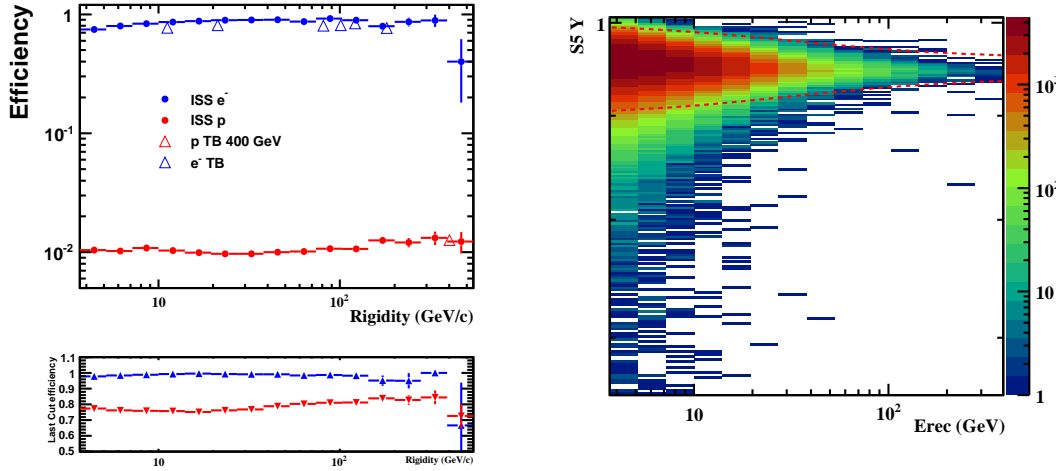 Efficiency
1
10⁻¹
10⁻²
ISS e⁻
ISS p
p TB 400 GeV
e⁻ TB
10
10²
Rigidity (GeV/c)
Last Cut efficiency
1.1
1
0.9
0.8
0.7
0.6
0.5
10
10²
Rigidity (GeV/c)
S5 Y
1
10
10²
Erec (GeV)
10³
10²
10
1